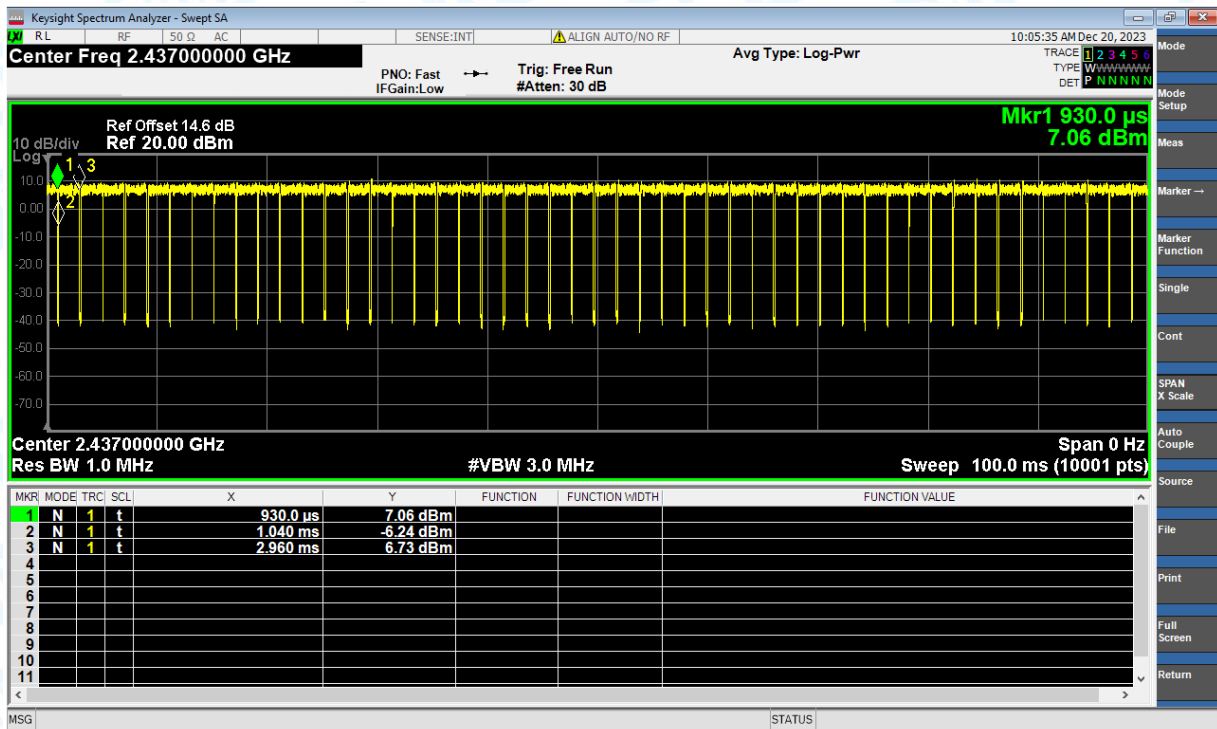 Keysight Spectrum Analyzer - Swept SA
LXI RL RF 50 Ω AC SENSE:INT ALIGN AUTO/NO RF 10:05:35 AM Dec 20, 2023
Center Freq 2.437000000 GHz
PNO: Fast
IFGain:Low
Trig: Free Run
#Atten: 30 dB
Avg Type: Log-Pwr
TRACE 1 2 3 4 5 6
TYPE WWWWWW
DET P N N N N N
Mkr1 930.0 µs
7.06 dBm
Ref Offset 14.6 dB
10 dB/div Ref 20.00 dBm
Log
1
3
2
10.0
0.00
-10.0
-20.0
-30.0
-40.0
-50.0
-60.0
-70.0
Center 2.437000000 GHz Span 0 Hz
Res BW 1.0 MHz #VBW 3.0 MHz Sweep 100.0 ms (10001 pts)
MKR MODE TRC SCL X Y FUNCTION FUNCTION WIDTH FUNCTION VALUE
1 N 1 t 930.0 µs 7.06 dBm
2 N 1 t 1.040 ms -6.24 dBm
3 N 1 t 2.960 ms 6.73 dBm
4
5
6
7
8
9
10
11
MSG STATUS
Mode
Mode
Setup
Meas
Marker →
Marker
Function
Single
Cont
SPAN
X Scale
Auto
Couple
Source
File
Print
Full
Screen
Return